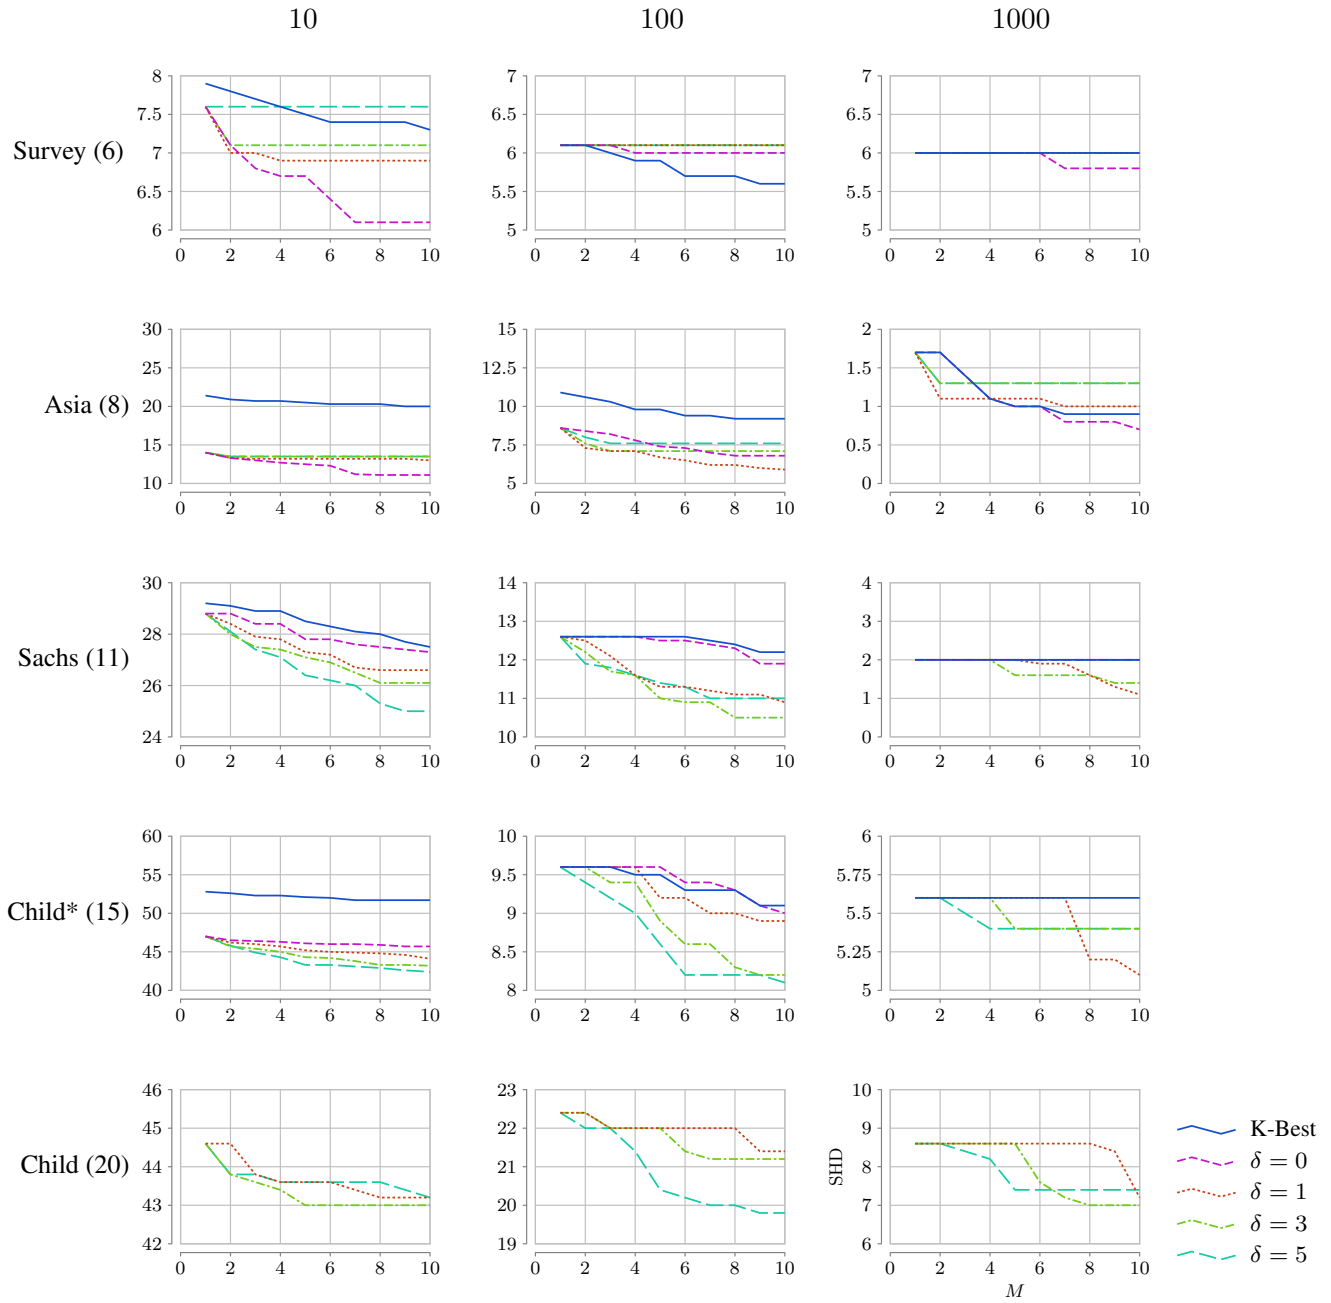 10 100 1000
8 7 7
7.5 6.5 6.5
Survey (6) 7 6 6
6.5 5.5 5.5
6 5 5
0 2 4 6 8 10 0 2 4 6 8 10 0 2 4 6 8 10
30 15 2
25 12.5 1.5
Asia (8) 20 10 1
15 7.5 0.5
10 5 0
0 2 4 6 8 10 0 2 4 6 8 10 0 2 4 6 8 10
30 14 4
28 13 3
Sachs (11) 12 2
26 11 1
24 10 0
0 2 4 6 8 10 0 2 4 6 8 10 0 2 4 6 8 10
60 10 6
55 9.5 5.75
Child* (15) 50 9 5.5
45 8.5 5.25
40 8 5
0 2 4 6 8 10 0 2 4 6 8 10 0 2 4 6 8 10
46 23 10
45 22 9
Child (20) 44 21 8 SHD
43 20 7
42 19 6
0 2 4 6 8 10 0 2 4 6 8 10 0 2 4 6 8 10
M
K-Best
δ = 0
δ = 1
δ = 3
δ = 5